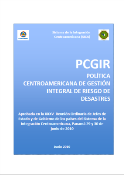 Sistema de la Integración
Centroamericana (SICA)
PCGIR
POLÍTICA
CENTROAMERICANA DE GESTIÓN
INTEGRAL DE RIESGO DE
DESASTRES
Aprobada en la XXXV Reunión Ordinaria de Jefes de
Estado y de Gobierno de los países del Sistema de la
Integración Centroamericana, Panamá, 29 y 30 de
junio de 2010.
Junio 2010